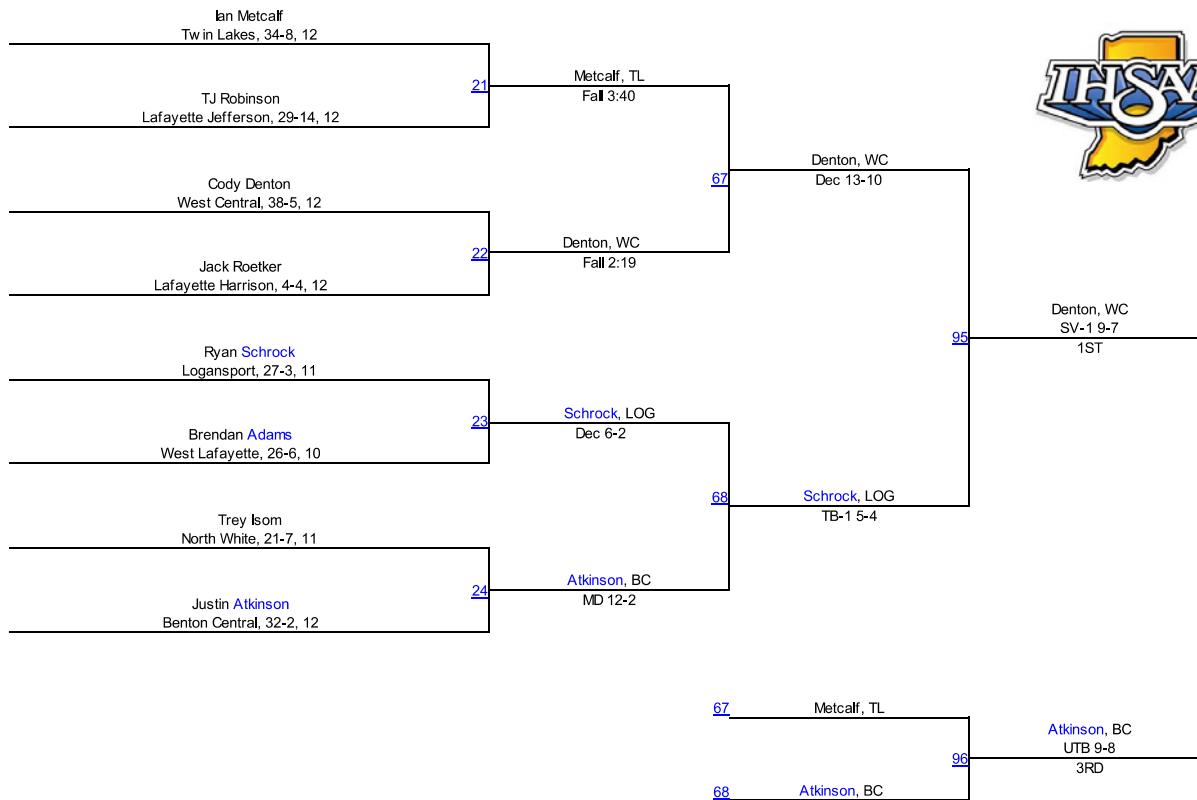 Ian Metcalf
Twin Lakes, 34-8, 12
21
Metcalf, TL
Fall 3:40
TJ Robinson
Lafayette Jefferson, 29-14, 12
67
Denton, WC
Dec 13-10
Cody Denton
West Central, 38-5, 12
22
Denton, WC
Fall 2:19
Jack Roetker
Lafayette Harrison, 4-4, 12
95
Denton, WC
SV-1 9-7
1ST
Ryan Schrock
Logansport, 27-3, 11
23
Schrock, LOG
Dec 6-2
Brendan Adams
West Lafayette, 26-6, 10
68
Schrock, LOG
TB-1 5-4
Trey Isom
North White, 21-7, 11
24
Atkinson, BC
MD 12-2
Justin Atkinson
Benton Central, 32-2, 12
67
Metcalf, TL
96
Atkinson, BC
UTB 9-8
3RD
68
Atkinson, BC
IHSAA